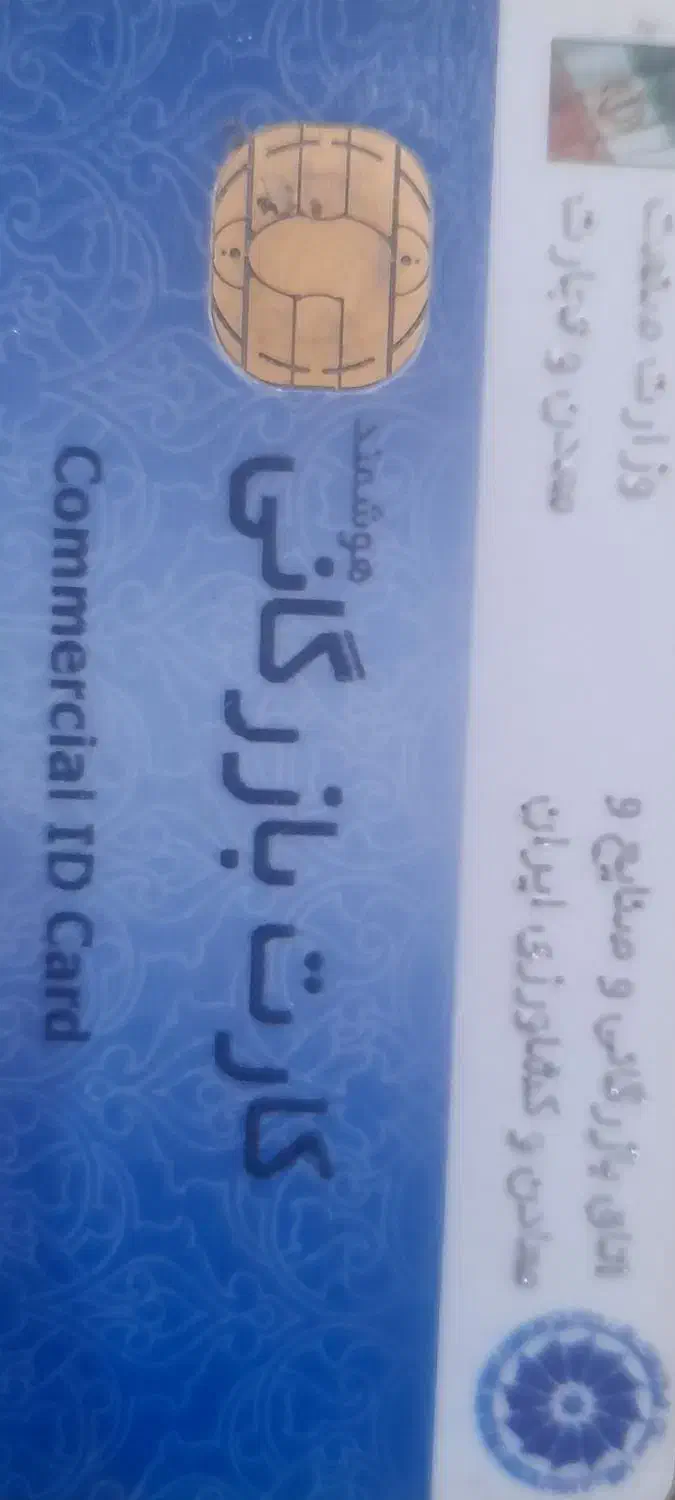 وزارت صنعت
معدن و تجارت
اتاق بازرگانی و صنایع و
معادن و کشاورزی ایران
هوشمند
کارت بازرگانی
Commercial ID Card